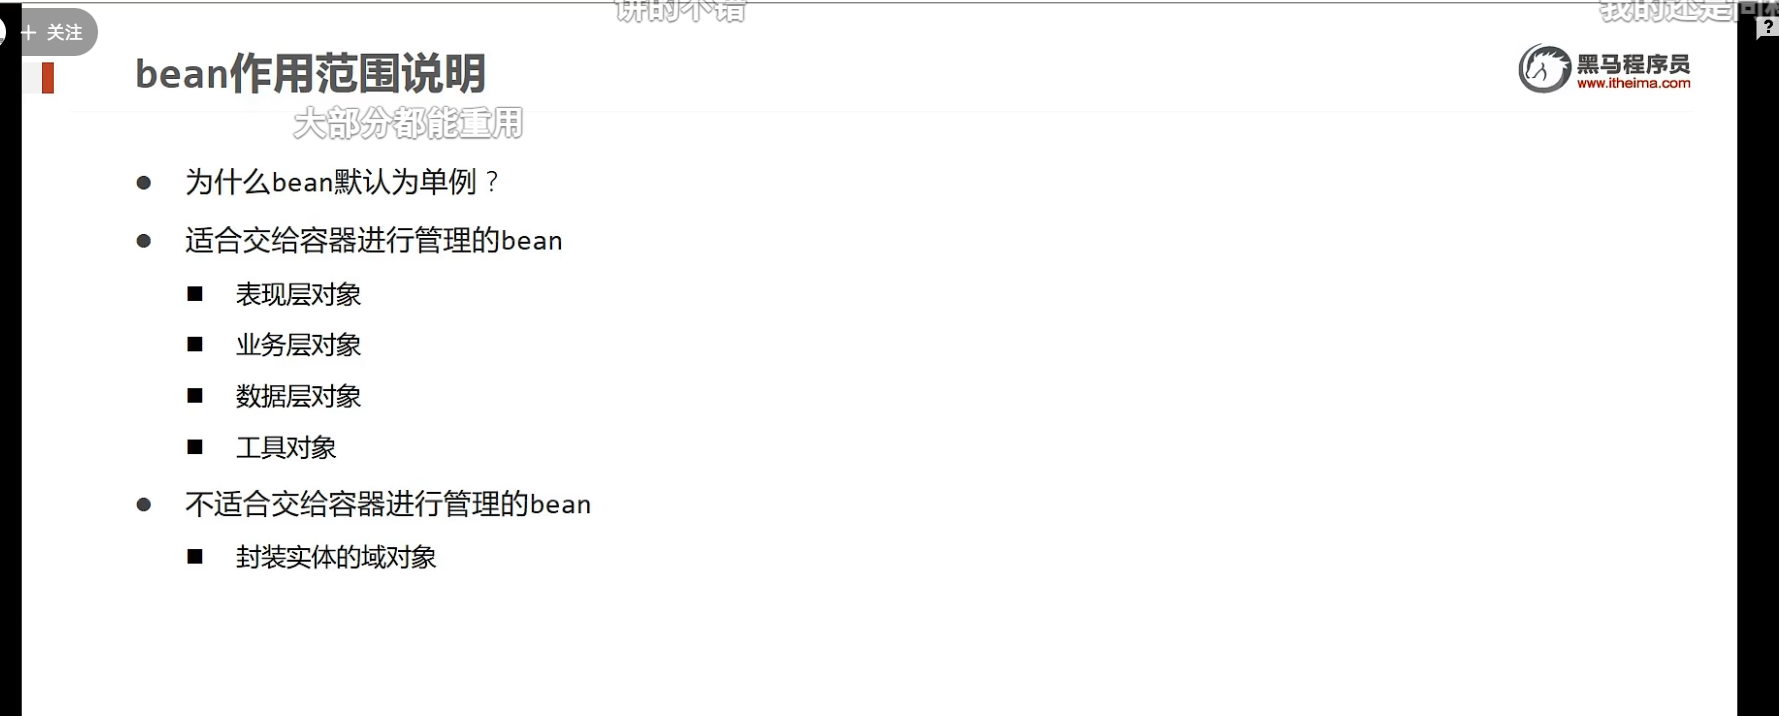 讲的不错
+ 关注
bean作用范围说明
黑马程序员
www.itheima.com
大部分都能重用
● 为什么bean默认为单例？
● 适合交给容器进行管理的bean
■ 表现层对象
■ 业务层对象
■ 数据层对象
■ 工具对象
● 不适合交给容器进行管理的bean
■ 封装实体的域对象